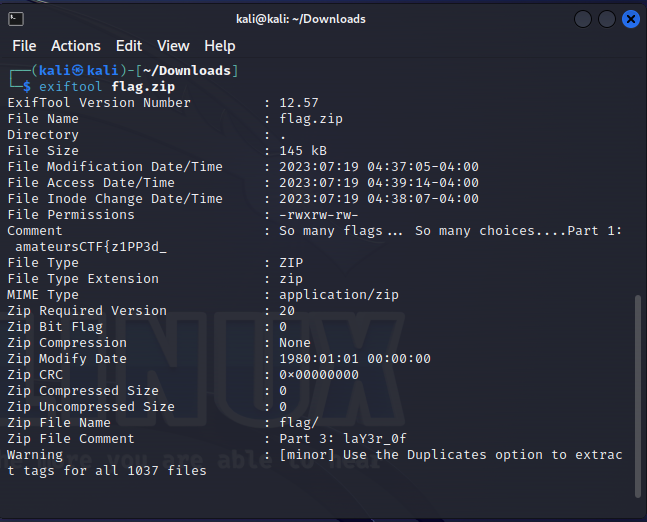 kali@kali: ~/Downloads
File Actions Edit View Help
┌──(kali㉿kali)-[~/Downloads]
└─$ exiftool flag.zip
ExifTool Version Number : 12.57
File Name : flag.zip
Directory : .
File Size : 145 kB
File Modification Date/Time : 2023:07:19 04:37:05-04:00
File Access Date/Time : 2023:07:19 04:39:14-04:00
File Inode Change Date/Time : 2023:07:19 04:38:07-04:00
File Permissions : -rwxrw-rw-
Comment : So many flags... So many choices....Part 1:
amateursCTF{z1PP3d_
File Type : ZIP
File Type Extension : zip
MIME Type : application/zip
Zip Required Version : 20
Zip Bit Flag : 0
Zip Compression : None
Zip Modify Date : 1980:01:01 00:00:00
Zip CRC : 0×00000000
Zip Compressed Size : 0
Zip Uncompressed Size : 0
Zip File Name : flag/
Zip File Comment : Part 3: laY3r_0f
Warning : [minor] Use the Duplicates option to extrac
t tags for all 1037 files